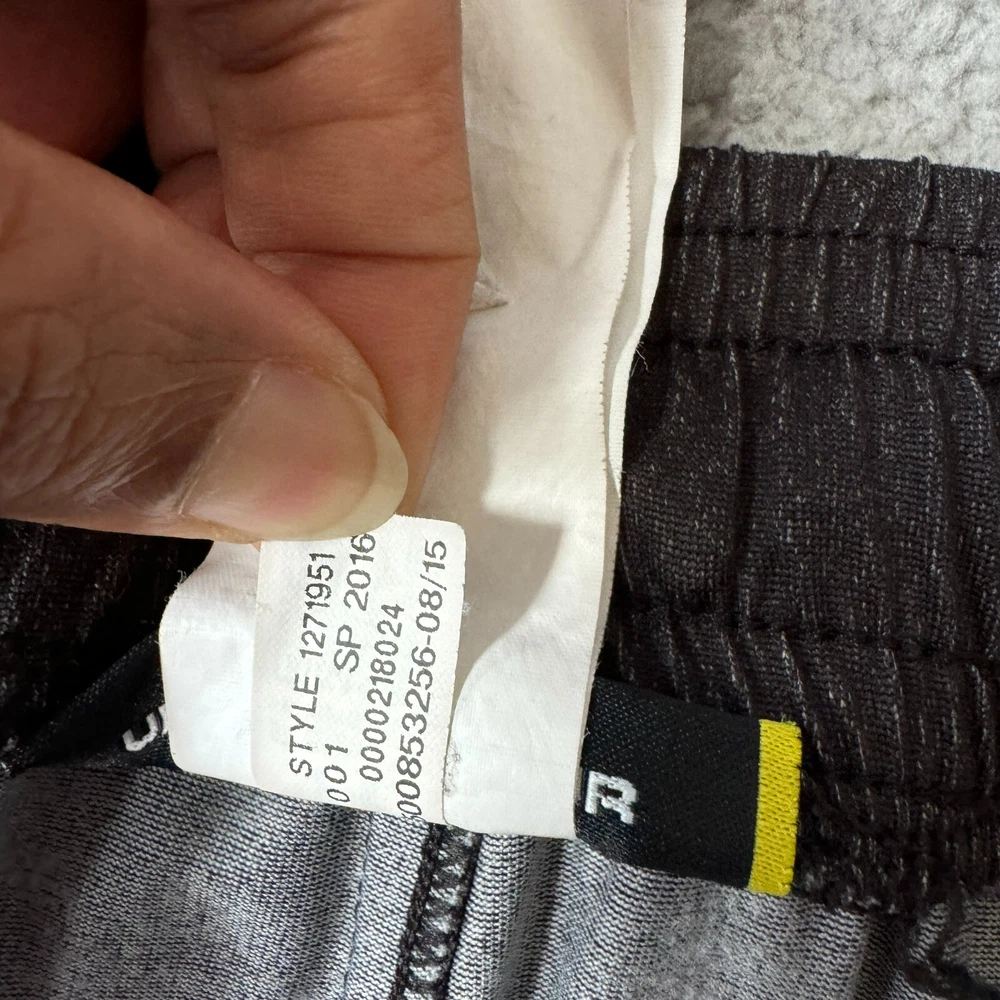 STYLE 1271951
001 SP 2016
0000218024
00853256-08/15
R